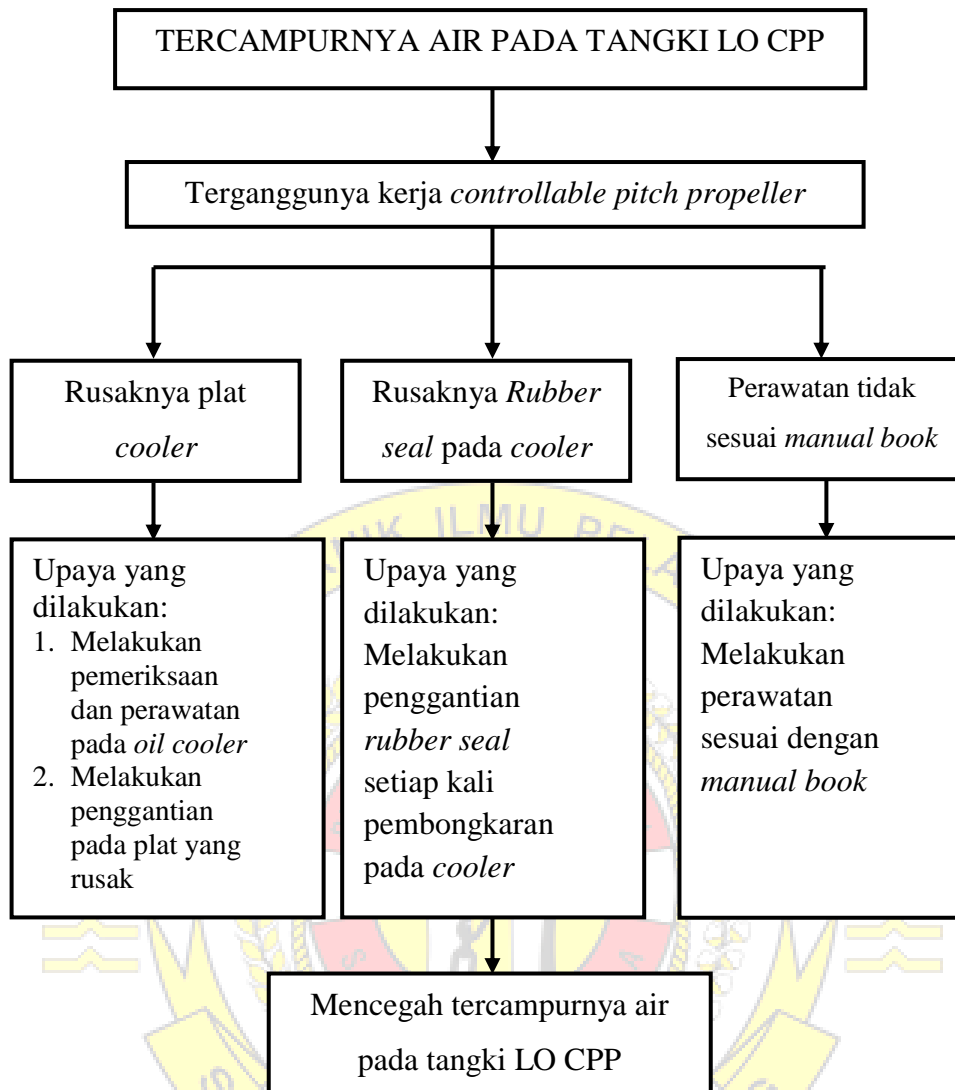 TERCAMPURNYA AIR PADA TANGKI LO CPP
Terganggunya kerja controllable pitch propeller
Rusaknya plat
cooler
Rusaknya Rubber
seal pada cooler
Perawatan tidak
sesuai manual book
Upaya yang
dilakukan:
1. Melakukan
pemeriksaan
dan perawatan
pada oil cooler
2. Melakukan
penggantian
pada plat yang
rusak
Upaya yang
dilakukan:
Melakukan
penggantian
rubber seal
setiap kali
pembongkaran
pada cooler
Upaya yang
dilakukan:
Melakukan
perawatan
sesuai dengan
manual book
Mencegah tercampurnya air
pada tangki LO CPP